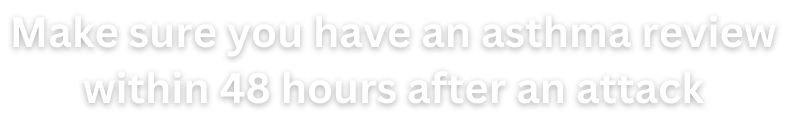 Make sure you have an asthma review
within 48 hours after an attack